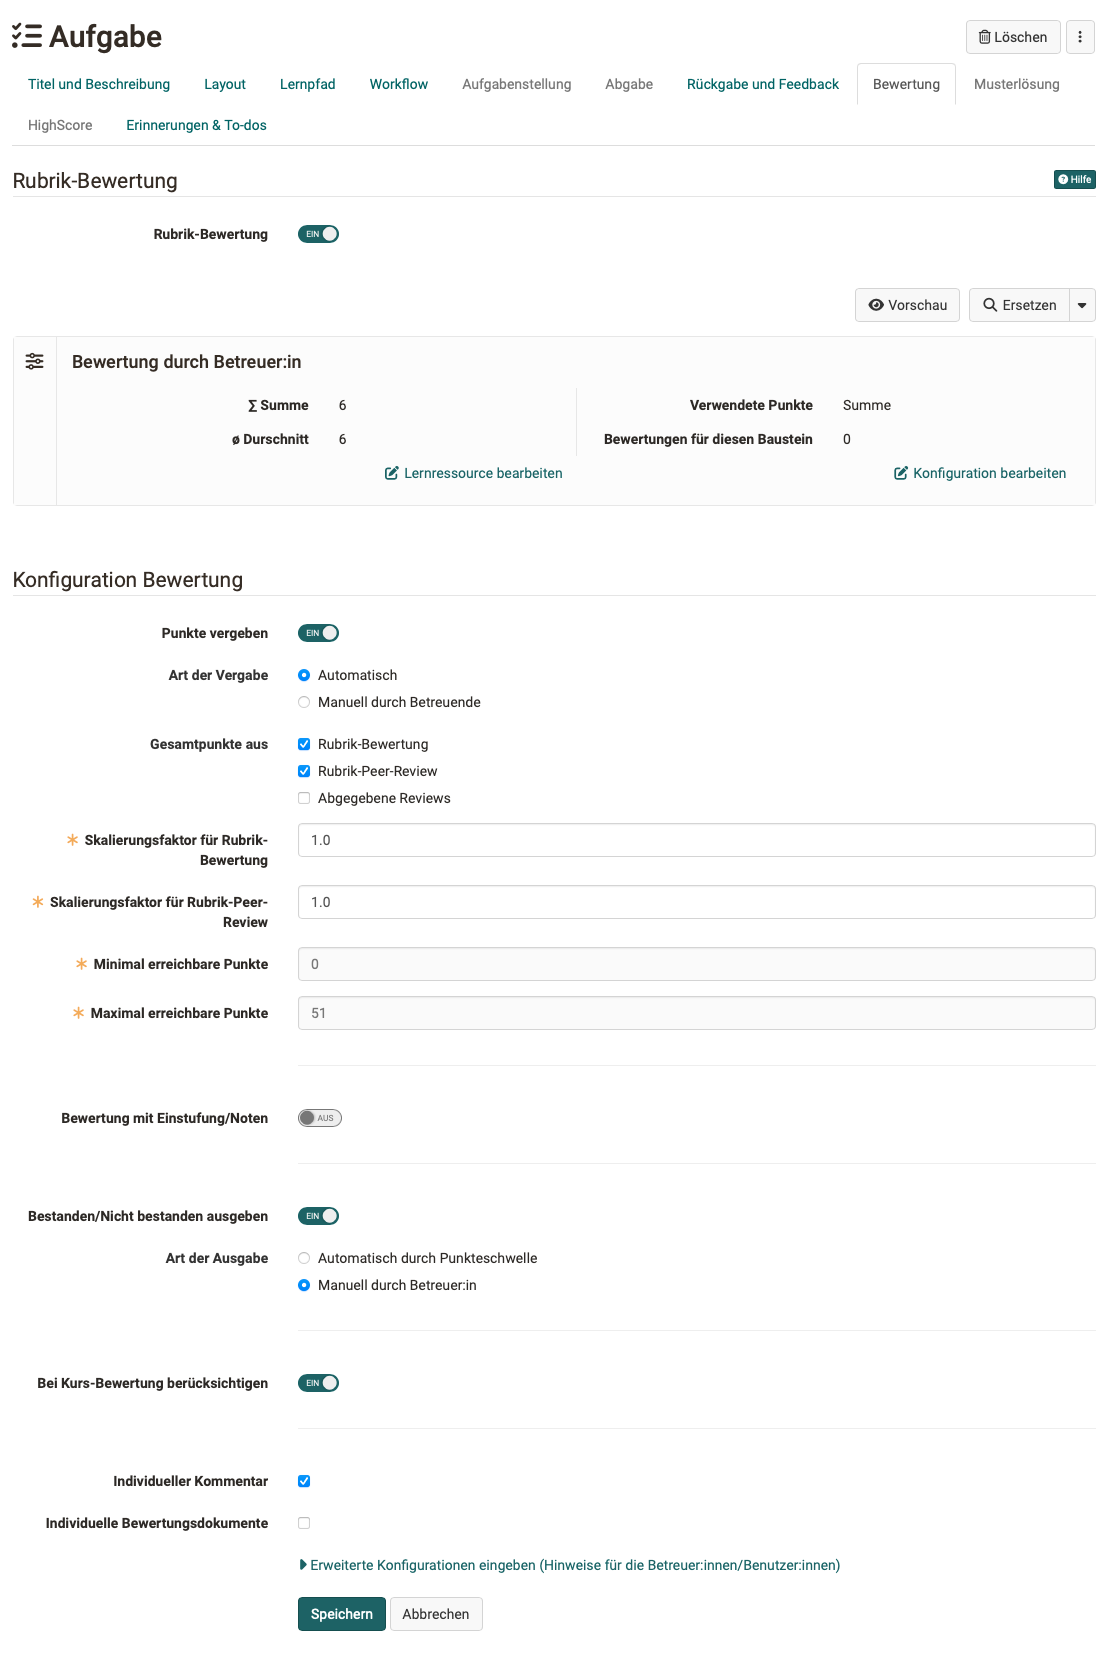 Aufgabe
Löschen
Titel und Beschreibung Layout Lernpfad Workflow Aufgabenstellung Abgabe Rückgabe und Feedback Bewertung Musterlösung
HighScore Erinnerungen & To-dos
Rubrik-Bewertung
Hilfe
Rubrik-Bewertung EIN
Vorschau Ersetzen
Bewertung durch Betreuer:in
∑ Summe 6 Verwendete Punkte Summe
ø Durschnitt 6 Bewertungen für diesen Baustein 0
Lernressource bearbeiten Konfiguration bearbeiten
Konfiguration Bewertung
Punkte vergeben EIN
Art der Vergabe Automatisch
Manuell durch Betreuende
Gesamtpunkte aus Rubrik-Bewertung
Rubrik-Peer-Review
Abgegebene Reviews
Skalierungsfaktor für Rubrik-
Bewertung
1.0
Skalierungsfaktor für Rubrik-Peer-
Review
1.0
Minimal erreichbare Punkte 0
Maximal erreichbare Punkte 51
Bewertung mit Einstufung/Noten AUS
Bestanden/Nicht bestanden ausgeben EIN
Art der Ausgabe Automatisch durch Punkteschwelle
Manuell durch Betreuer:in
Bei Kurs-Bewertung berücksichtigen EIN
Individueller Kommentar
Individuelle Bewertungsdokumente
Erweiterte Konfigurationen eingeben (Hinweise für die Betreuer:innen/Benutzer:innen)
Speichern Abbrechen